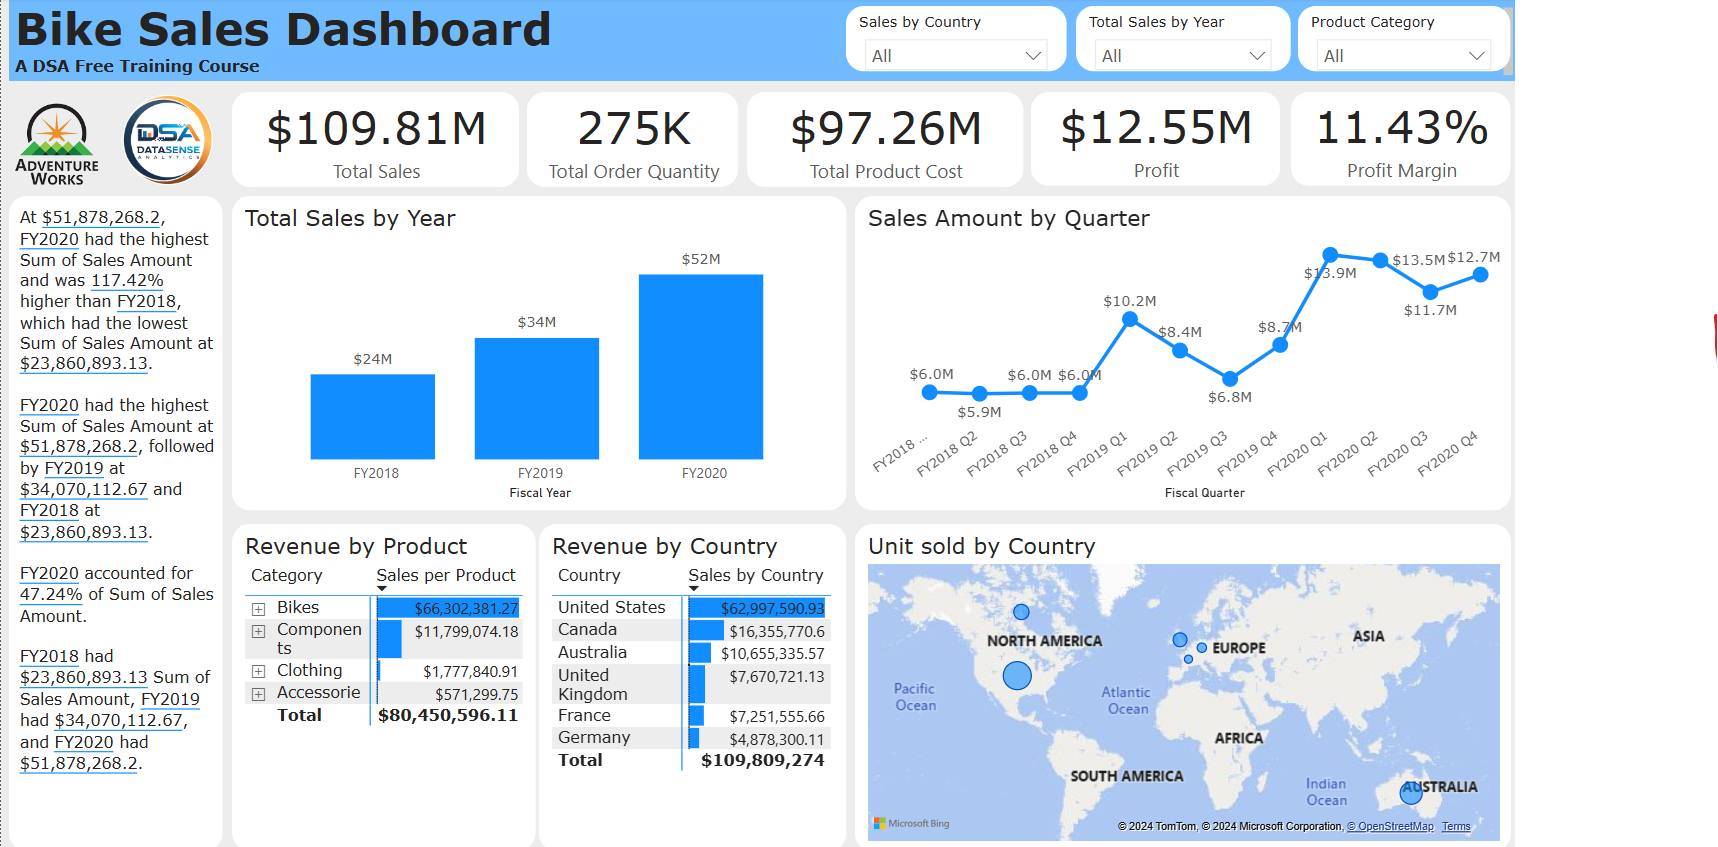 Bike Sales Dashboard
A DSA Free Training Course
Sales by Country
All
Total Sales by Year
All
Product Category
All
ADVENTURE
WORKS
DSA
DATASENSE
ANALYTICS
$109.81M
Total Sales
275K
Total Order Quantity
$97.26M
Total Product Cost
$12.55M
Profit
11.43%
Profit Margin
At $51,878,268.2,
FY2020 had the highest
Sum of Sales Amount
and was 117.42%
higher than FY2018,
which had the lowest
Sum of Sales Amount at
$23,860,893.13.
FY2020 had the highest
Sum of Sales Amount at
$51,878,268.2, followed
by FY2019 at
$34,070,112.67 and
FY2018 at
$23,860,893.13.
FY2020 accounted for
47.24% of Sum of Sales
Amount.
FY2018 had
$23,860,893.13 Sum of
Sales Amount, FY2019
had $34,070,112.67,
and FY2020 had
$51,878,268.2.
Total Sales by Year
$24M
$34M
$52M
FY2018
FY2019
FY2020
Fiscal Year
Sales Amount by Quarter
$6.0M
$5.9M
$6.0M
$6.0M
$10.2M
$8.4M
$6.8M
$8.7M
$13.9M
$13.5M
$11.7M
$12.7M
FY2018 ...
FY2018 Q2
FY2018 Q3
FY2018 Q4
FY2019 Q1
FY2019 Q2
FY2019 Q3
FY2019 Q4
FY2020 Q1
FY2020 Q2
FY2020 Q3
FY2020 Q4
Fiscal Quarter
Revenue by Product
Category Sales per Product
Bikes $66,302,381.27
Componen
ts $11,799,074.18
Clothing $1,777,840.91
Accessorie $571,299.75
Total $80,450,596.11
Revenue by Country
Country Sales by Country
United States $62,997,590.93
Canada $16,355,770.6
Australia $10,655,335.57
United
Kingdom $7,670,721.13
France $7,251,555.66
Germany $4,878,300.11
Total $109,809,274
Unit sold by Country
NORTH AMERICA
EUROPE
ASIA
Pacific
Ocean
Atlantic
Ocean
AFRICA
SOUTH AMERICA
Indian
Ocean
AUSTRALIA
Microsoft Bing
© 2024 TomTom, © 2024 Microsoft Corporation, © OpenStreetMap Terms